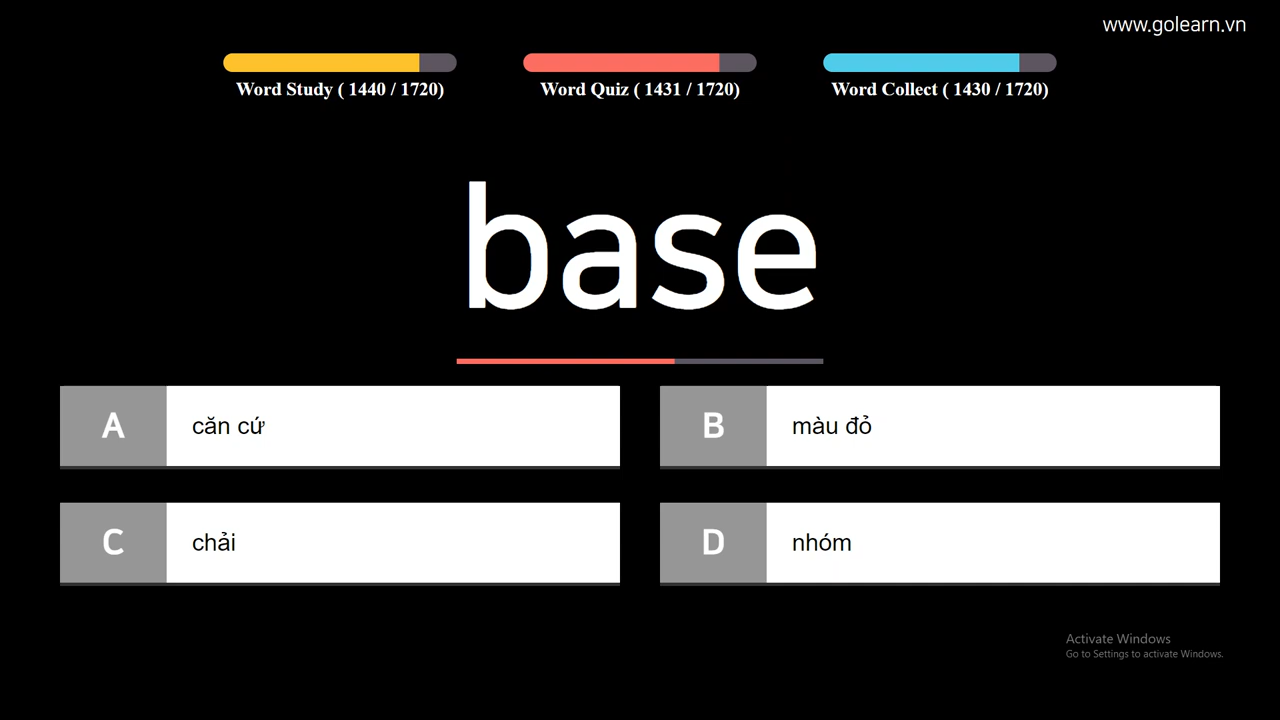 www.golearn.vn
Word Study ( 1440 / 1720)
Word Quiz ( 1431 / 1720)
Word Collect ( 1430 / 1720)
base
A căn cứ
B màu đỏ
C chải
D nhóm
Activate Windows
Go to Settings to activate Windows.